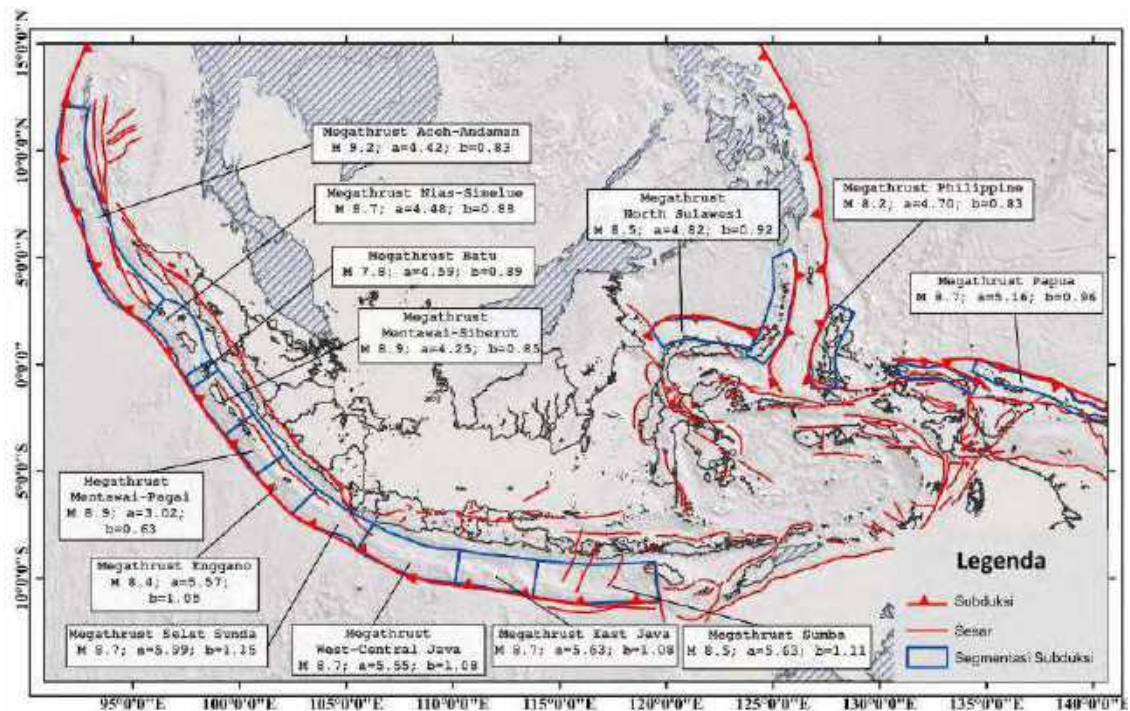 15°0'0"N
10°0'0"N
5°0'0"N
0°0'0"
5°0'0"S
10°0'0"S
Megathrust Aceh-Andaman
M 9.2; a=4.42; b=0.83
Megathrust Nias-Simelue
M 8.7; a=4.48; b=0.88
Megathrust Batu
M 7.8; a=4.59; b=0.89
Megathrust
Mentawai-Siberut
M 8.9; a=4.25; b=0.85
Megathrust
North Sulawesi
M 8.5; a=4.82; b=0.92
Megathrust Philippine
M 8.2; a=4.70; b=0.83
Megathrust Papua
M 8.7; a=5.16; b=0.96
Megathrust
Mentawai-Pagai
M 8.9; a=3.02;
b=0.63
Megathrust Enggano
M 8.4; a=5.57;
b=1.05
Megathrust Selat Sunda
M 8.7; a=5.99; b=1.15
Megathrust
West-Central Java
M 8.7; a=5.55; b=1.08
Megathrust East Java
M 8.7; a=5.63; b=1.08
Megathrust Sumba
M 8.5; a=5.63; b=1.11
Legenda
Subduksi
Sesar
Segmentasi Subduksi
95°0'0"E 100°0'0"E 105°0'0"E 110°0'0"E 115°0'0"E 120°0'0"E 125°0'0"E 130°0'0"E 135°0'0"E 140°0'0"E